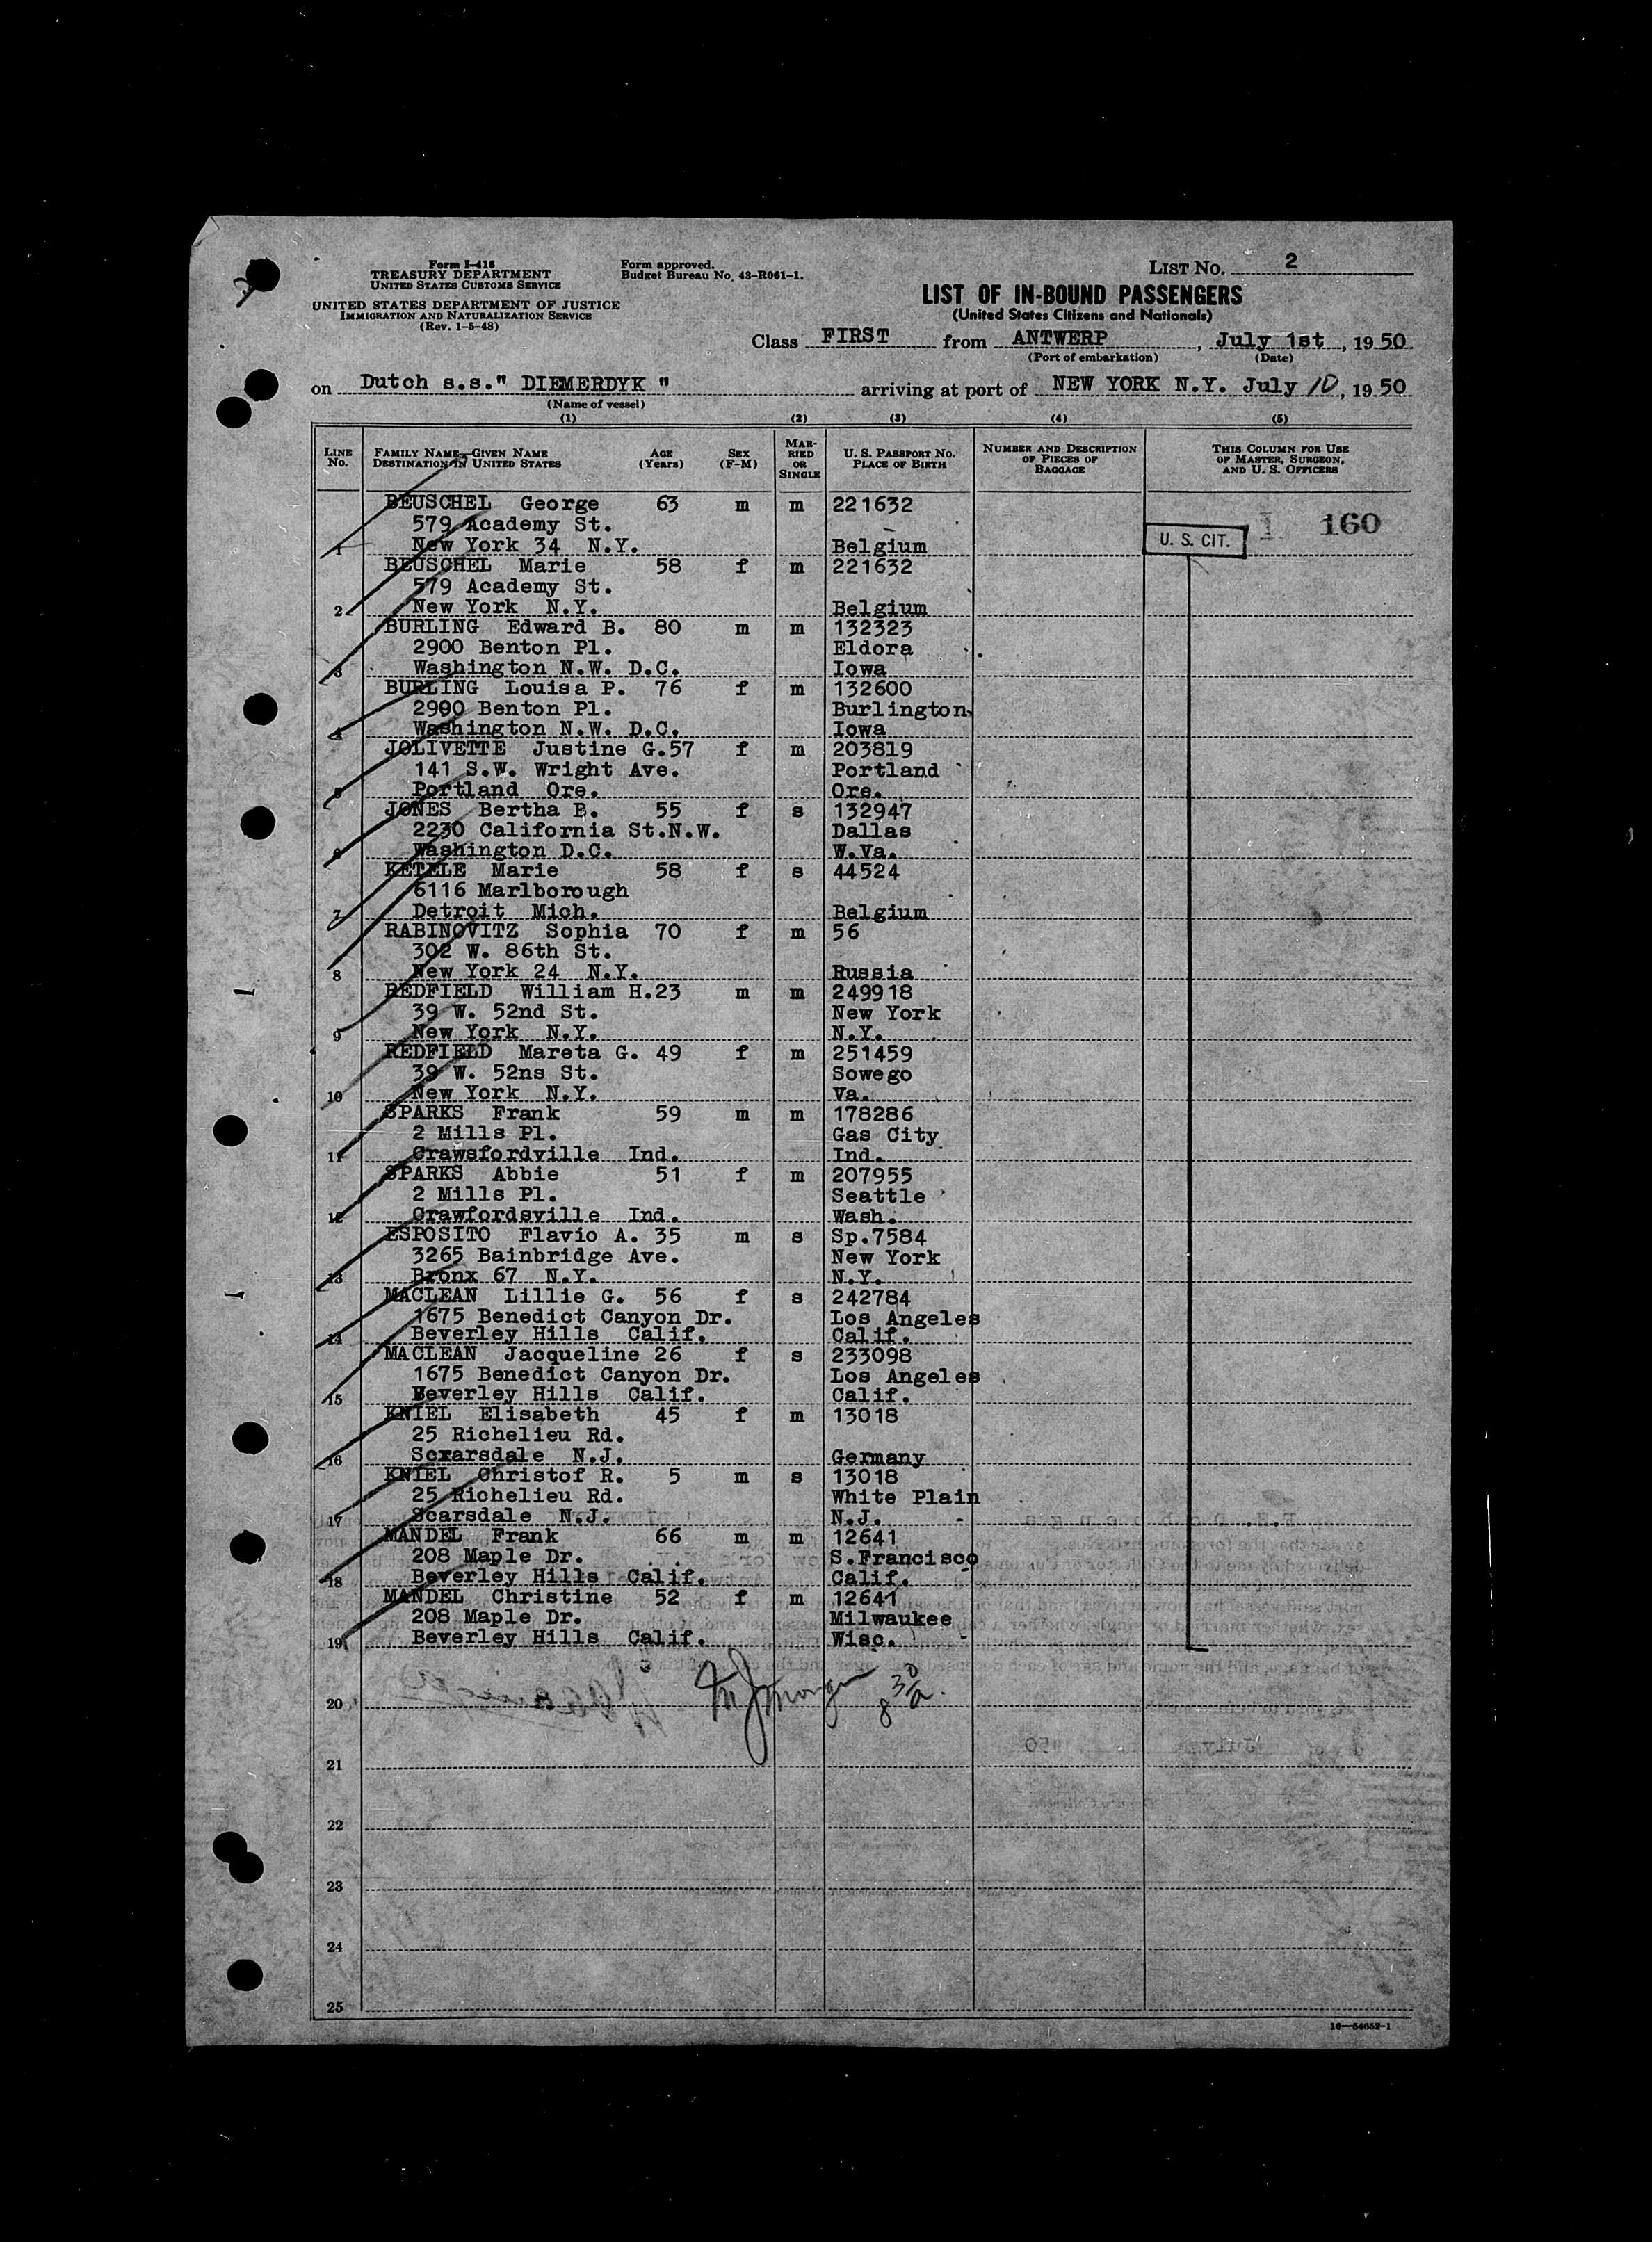 Form I-416
TREASURY DEPARTMENT
UNITED STATES CUSTOMS SERVICE
UNITED STATES DEPARTMENT OF JUSTICE
IMMIGRATION AND NATURALIZATION SERVICE
(Rev. 1-5-48)
Form approved.
Budget Bureau No. 43-R061-1.
LIST NO. 2
LIST OF IN-BOUND PASSENGERS
(United States Citizens and Nationals)
Class FIRST from ANTWERP, July 1st, 1950
(Port of embarkation) (Date)
on Dutch s.s." DIEMERDYK " arriving at port of NEW YORK N.Y. July 10, 1950
(Name of vessel)
(1) (2) (3) (4) (5)
LINE NO. FAMILY NAME—GIVEN NAME DESTINATION IN UNITED STATES AGE (Years) SEX (F-M) MARRIED OR SINGLE U. S. PASSPORT NO. PLACE OF BIRTH NUMBER AND DESCRIPTION OF PIECES OF BAGGAGE THIS COLUMN FOR USE OF MASTER, SURGEON, AND U. S. OFFICERS
BEUSCHEL George 63 m m 221632
579 Academy St. 160
1 New York 34 N.Y. Belgium U. S. CIT.
BEUSCHEL Marie 58 f m 221632
579 Academy St.
2 New York N.Y. Belgium
BURLING Edward B. 80 m m 132323
2900 Benton Pl. Eldora
3 Washington N.W. D.C. Iowa
BURLING Louisa P. 76 f m 132600
2900 Benton Pl. Burlington
4 Washington N.W. D.C. Iowa
JOLIVETTE Justine G.57 f m 203819
141 S.W. Wright Ave. Portland
5 Portland Ore. Ore.
JONES Bertha B. 55 f s 132947
2230 California St.N.W. Dallas
6 Washington D.C. W.Va.
KETELE Marie 58 f s 44524
6116 Marlborough
7 Detroit Mich. Belgium
RABINOVITZ Sophia 70 f m 56
302 W. 86th St.
8 New York 24 N.Y. Russia
REDFIELD William H.23 m m 249918
39 W. 52nd St. New York
9 New York N.Y. N.Y.
REDFIELD Mareta G. 49 f m 251459
39 W. 52ns St. Sowego
10 New York N.Y. Va.
SPARKS Frank 59 m m 178286
2 Mills Pl. Gas City
11 Crawsfordville Ind. Ind.
SPARKS Abbie 51 f m 207955
2 Mills Pl. Seattle
12 Crawfordsville Ind. Wash.
ESPOSITO Flavio A. 35 m s Sp.7584
3265 Bainbridge Ave. New York
13 Bronx 67 N.Y. N.Y.
MACLEAN Lillie G. 56 f s 242784
1675 Benedict Canyon Dr. Los Angeles
14 Beverley Hills Calif. Calif.
MACLEAN Jacqueline 26 f s 233098
1675 Benedict Canyon Dr. Los Angeles
15 Beverley Hills Calif. Calif.
KNIEL Elisabeth 45 f m 13018
25 Richelieu Rd.
16 Scxarsdale N.J. Germany
KNIEL Christof R. 5 m s 13018
25 Richelieu Rd. White Plain
17 Scarsdale N.J. N.J.
MANDEL Frank 66 m m 12641
208 Maple Dr. S.Francisco
18 Beverley Hills Calif. Calif.
MANDEL Christine 52 f m 12641
208 Maple Dr. Milwaukee
19 Beverley Hills Calif. Wisc.
20
21
22
23
24
25
16—54652-1